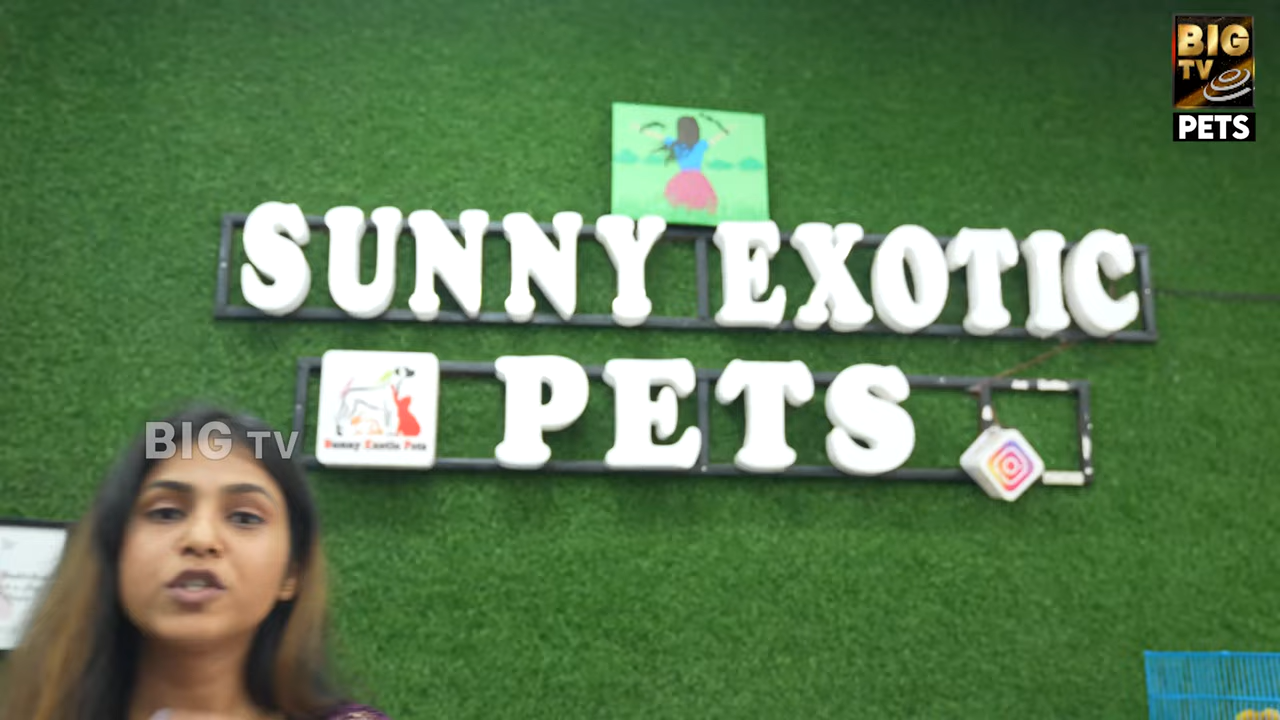 BIG
TV
PETS
SUNNY EXOTIC
PETS
Sunny Exotic Pets
BIG TV